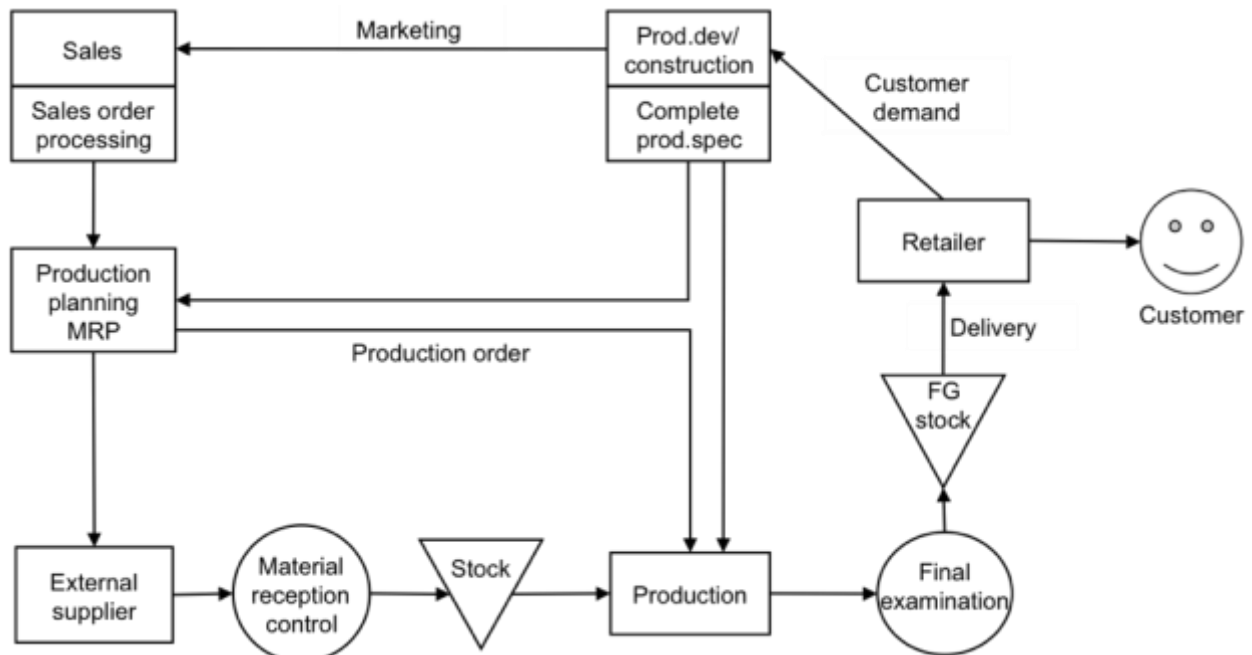 Sales
Marketing
Prod.dev/
construction
Customer
demand
Sales order
processing
Complete
prod.spec
Retailer
Customer
Production
planning
MRP
Production order
Delivery
FG
stock
External
supplier
Material
reception
control
Stock
Production
Final
examination